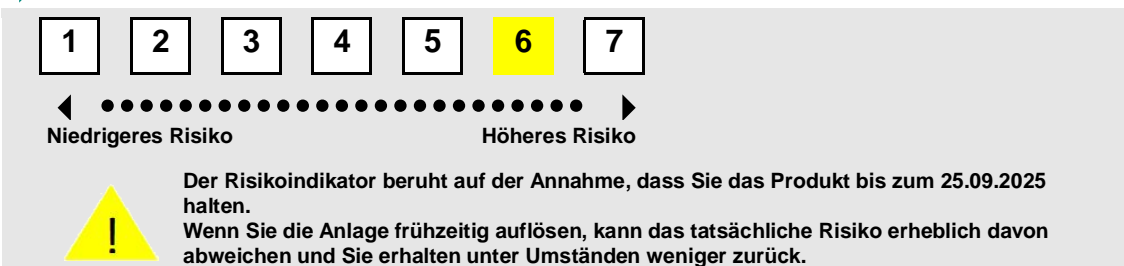 1 2 3 4 5 6 7
Niedrigeres Risiko Höheres Risiko
Der Risikoindikator beruht auf der Annahme, dass Sie das Produkt bis zum 25.09.2025
halten.
!
Wenn Sie die Anlage frühzeitig auflösen, kann das tatsächliche Risiko erheblich davon
abweichen und Sie erhalten unter Umständen weniger zurück.